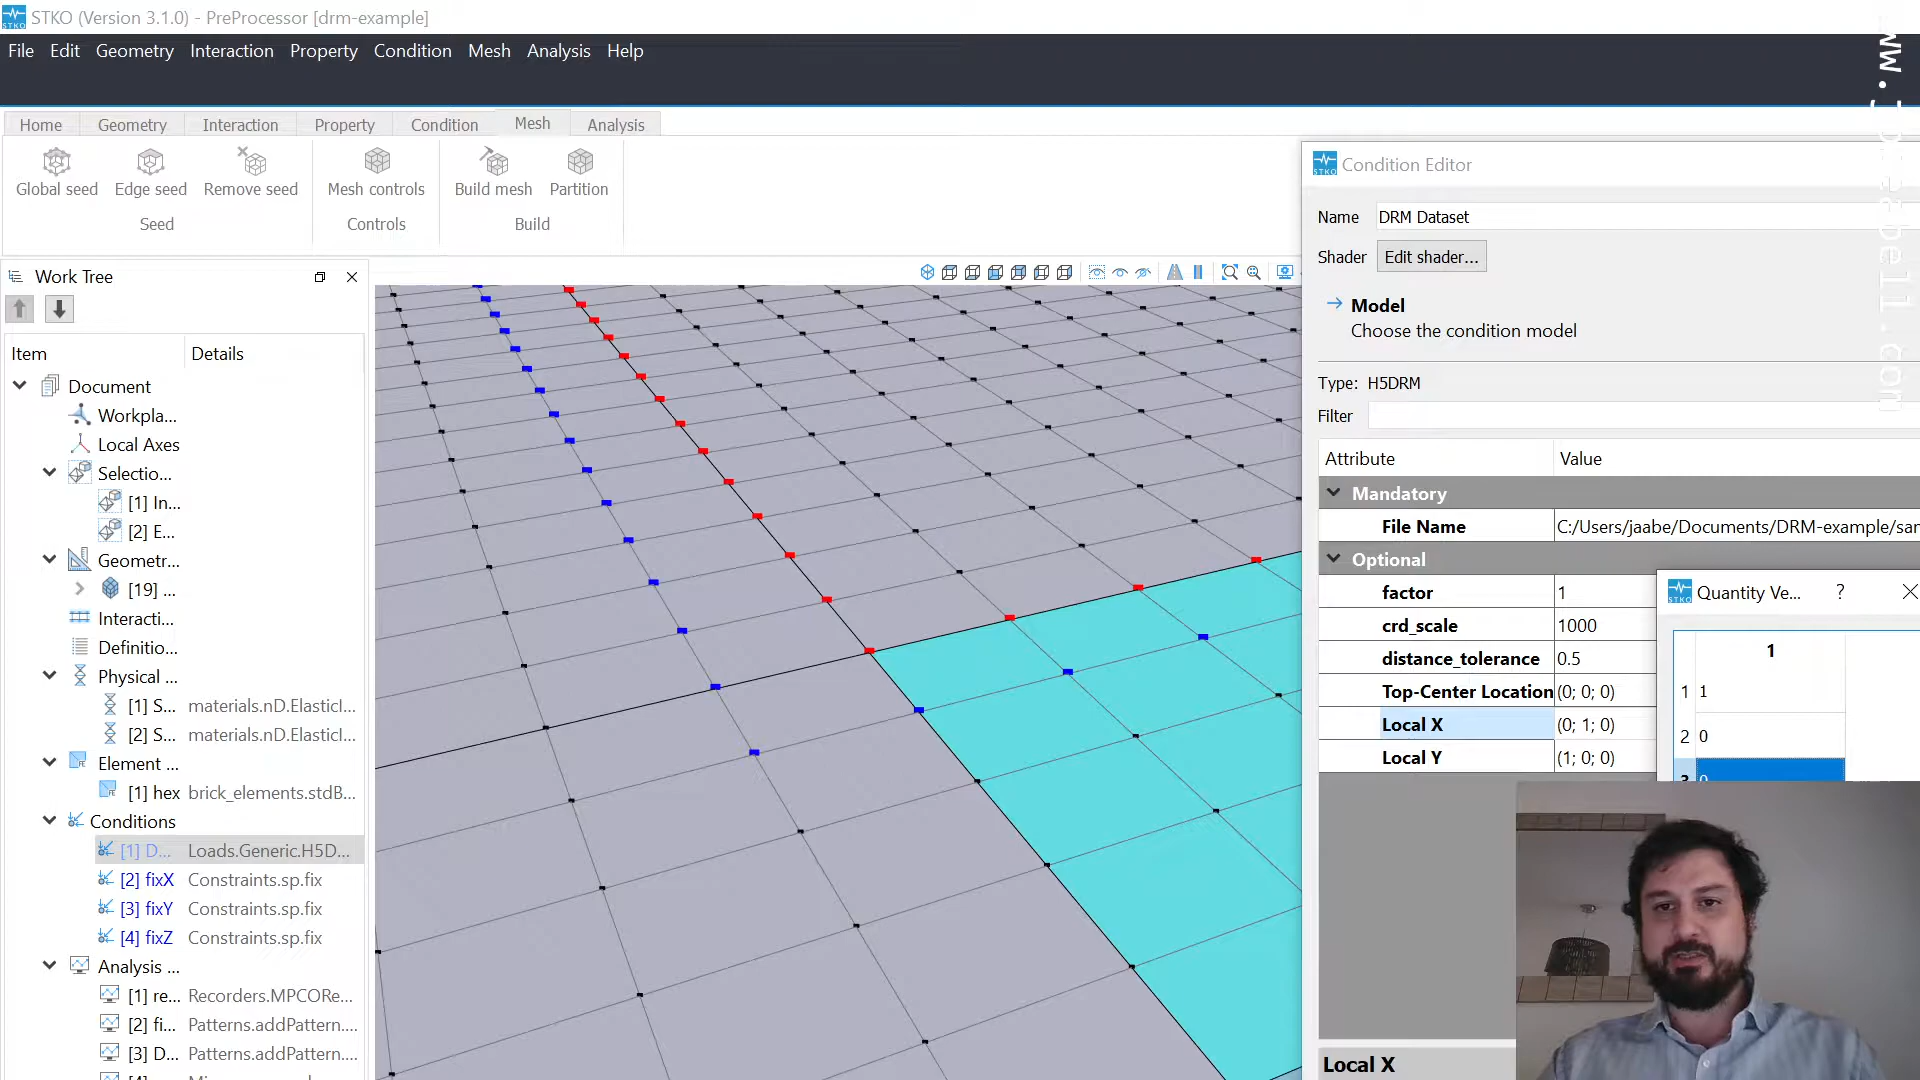 STKO (Version 3.1.0) - PreProcessor [drm-example]
File Edit Geometry Interaction Property Condition Mesh Analysis Help
Home Geometry Interaction Property Condition Mesh Analysis
Global seed Edge seed Remove seed Mesh controls Build mesh Partition
Seed Controls Build
Work Tree
Item Details
Document
Workpla...
Local Axes
Selectio...
[1] In...
[2] E...
Geometr...
[19] ...
Interacti...
Definitio...
Physical ...
[1] S... materials.nD.ElasticI...
[2] S... materials.nD.ElasticI...
Element ...
[1] hex brick_elements.stdB...
Conditions
[1] D... Loads.Generic.H5D...
[2] fixX Constraints.sp.fix
[3] fixY Constraints.sp.fix
[4] fixZ Constraints.sp.fix
Analysis ...
[1] re... Recorders.MPCORe...
[2] fi... Patterns.addPattern....
[3] D... Patterns.addPattern....
STKO Condition Editor
Name DRM Dataset
Shader Edit shader...
Model
Choose the condition model
Type: H5DRM
Filter
Attribute Value
Mandatory
File Name C:/Users/jaabe/Documents/DRM-example/sar
Optional
factor 1
crd_scale 1000
distance_tolerance 0.5
Top-Center Location (0; 0; 0)
Local X (0; 1; 0)
Local Y (1; 0; 0)
Local X
STKO Quantity Ve... ?
1
1 1
2 0